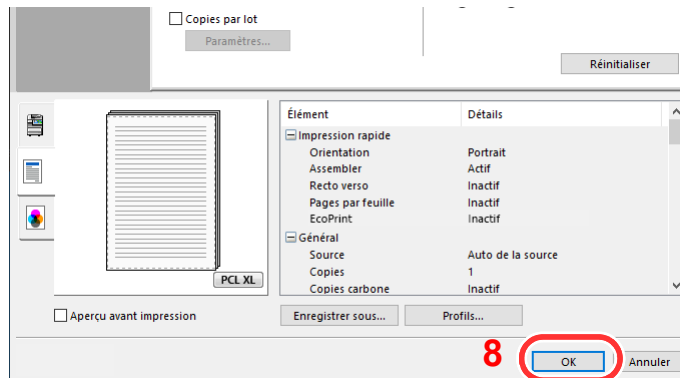 Copies par lot
Paramètres...
Réinitialiser
Élément Détails
Impression rapide
Orientation Portrait
Assembler Actif
Recto verso Inactif
Pages par feuille Inactif
EcoPrint Inactif
Général
Source Auto de la source
Copies 1
Copies carbone Inactif
PCL XL
Aperçu avant impression Enregistrer sous... Profils...
8 OK Annuler